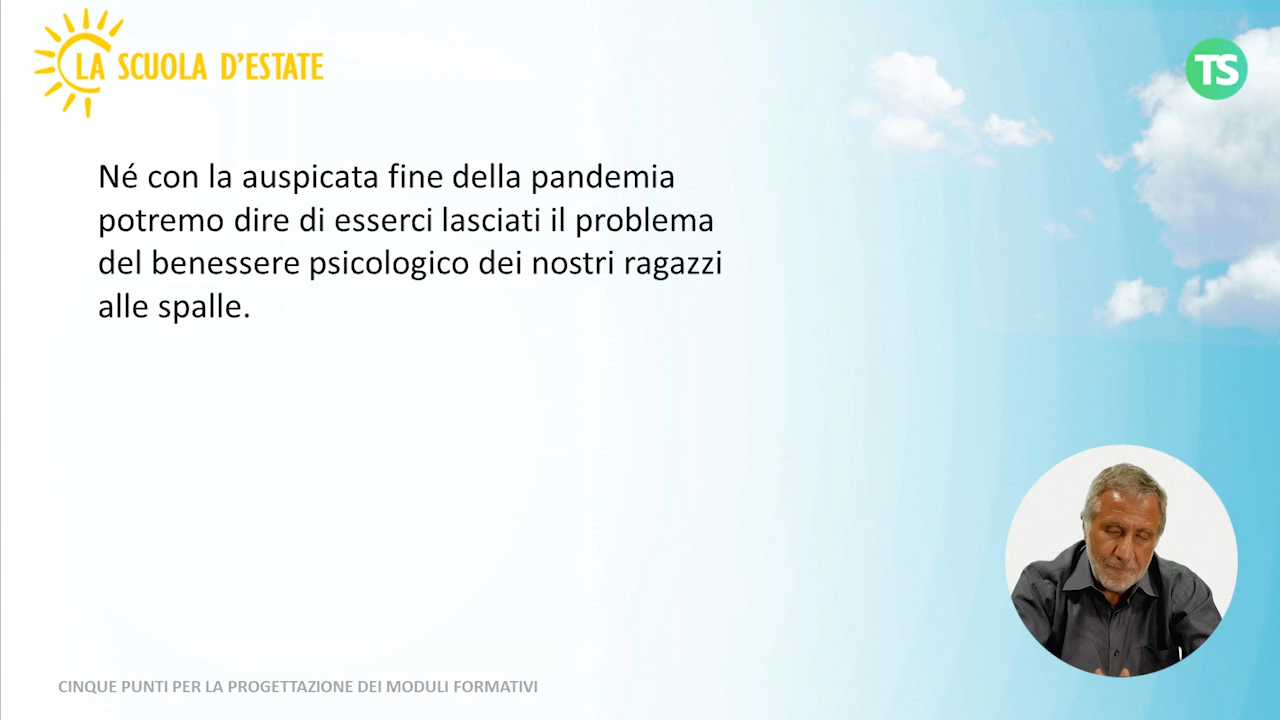 LA SCUOLA D'ESTATE
TS
Né con la auspicata fine della pandemia
potremo dire di esserci lasciati il problema
del benessere psicologico dei nostri ragazzi
alle spalle.
CINQUE PUNTI PER LA PROGETTAZIONE DEI MODULI FORMATIVI